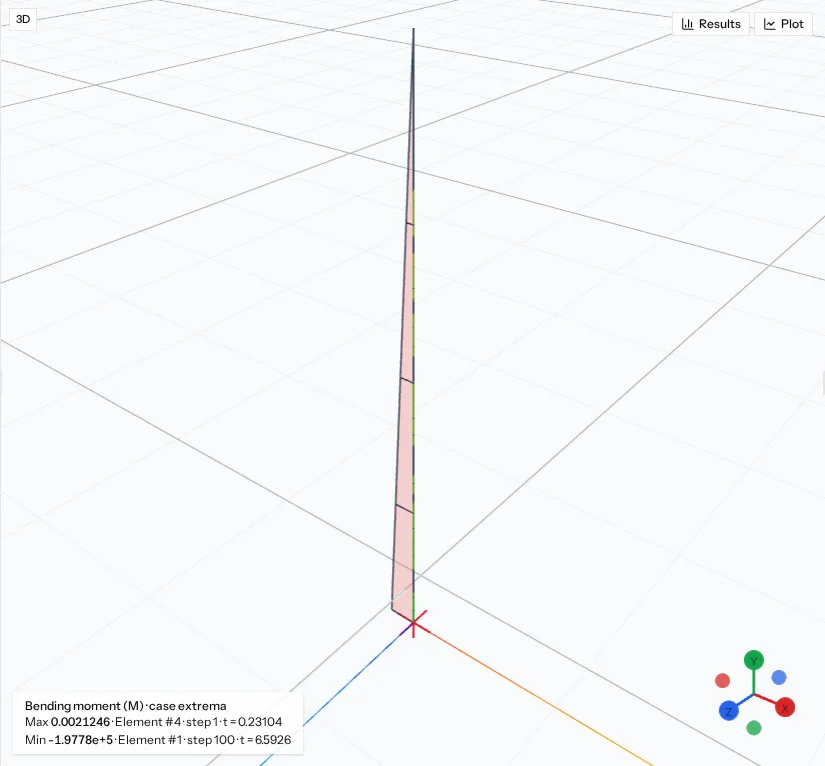 3D
Results
Plot
Y
Z
X
Bending moment (M) · case extrema
Max 0.0021246 · Element #4 · step 1 · t = 0.23104
Min -1.9778e+5 · Element #1 · step 100 · t = 6.5926